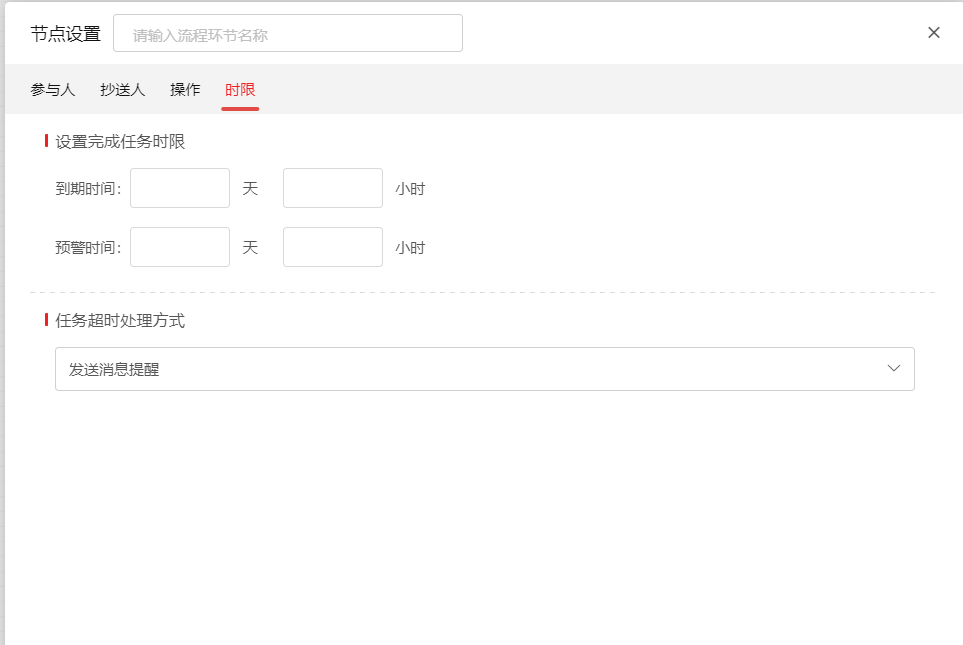 节点设置 请输入流程环节名称
参与人 抄送人 操作 时限
设置完成任务时限
到期时间: 天 小时
预警时间: 天 小时
任务超时处理方式
发送消息提醒